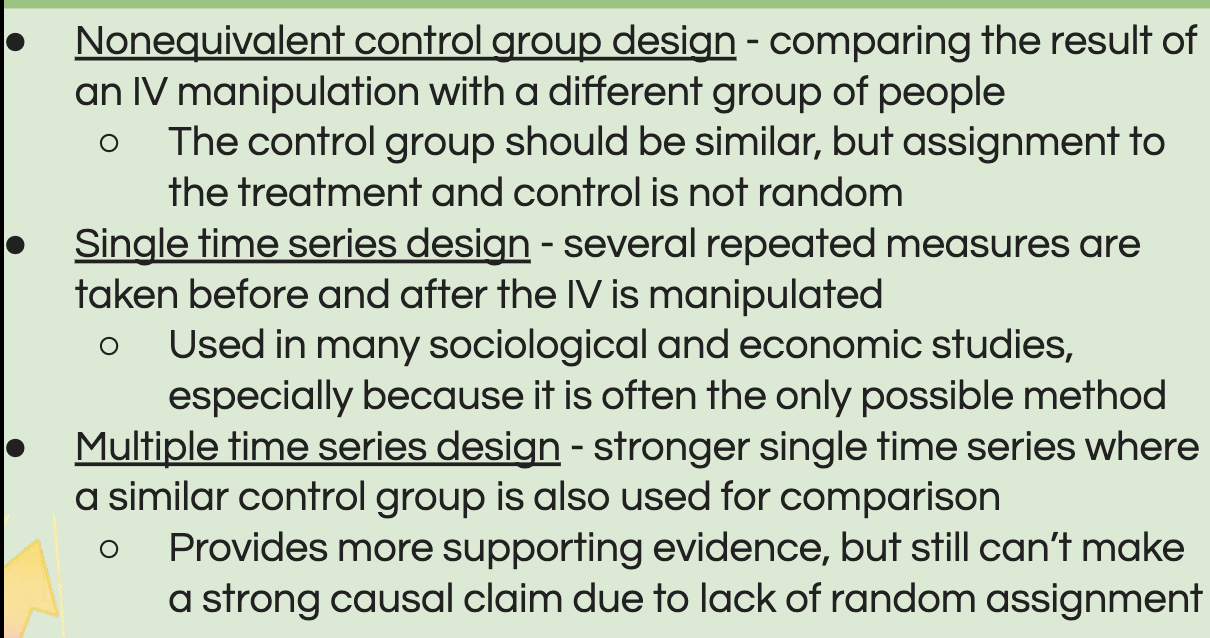 ● Nonequivalent control group design - comparing the result of
an IV manipulation with a different group of people
○ The control group should be similar, but assignment to
the treatment and control is not random
● Single time series design - several repeated measures are
taken before and after the IV is manipulated
○ Used in many sociological and economic studies,
especially because it is often the only possible method
● Multiple time series design - stronger single time series where
a similar control group is also used for comparison
○ Provides more supporting evidence, but still can’t make
a strong causal claim due to lack of random assignment